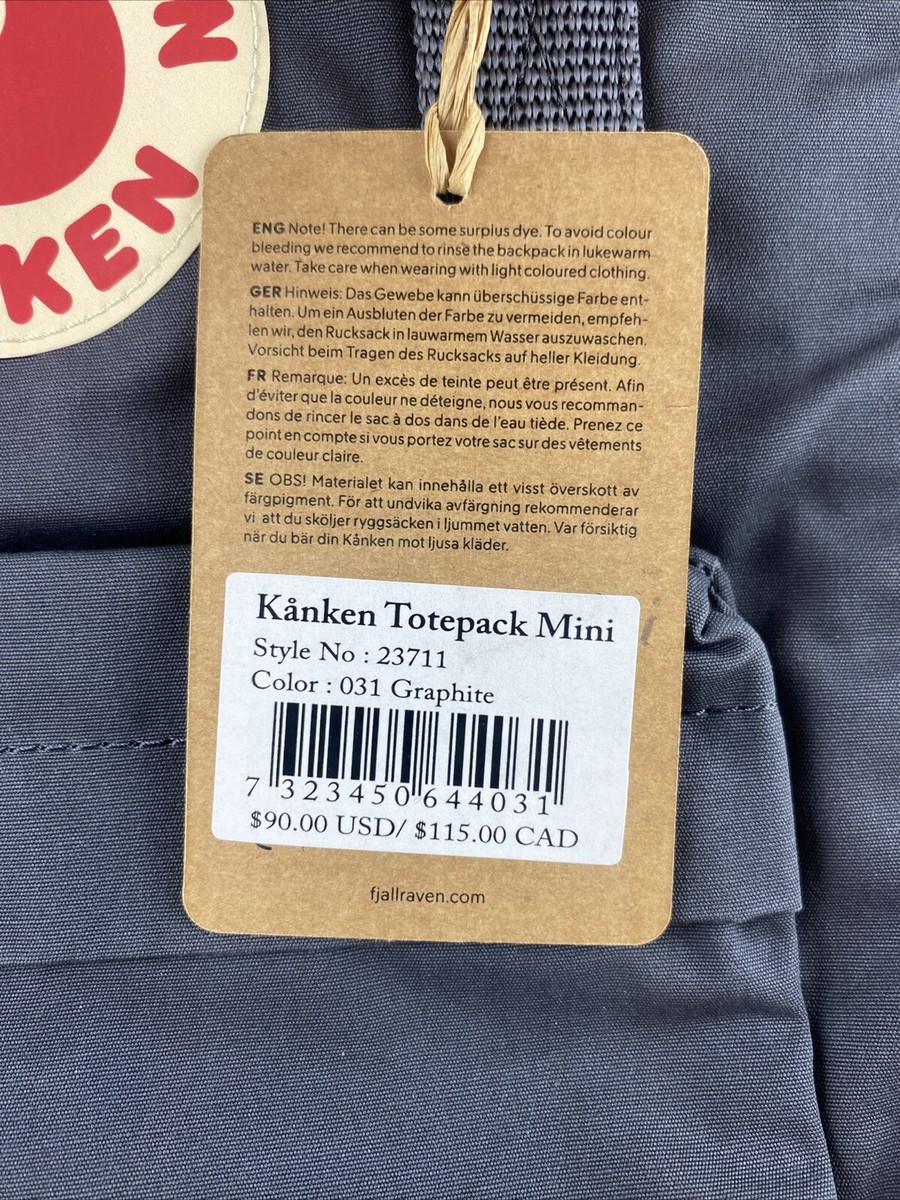 N
KEN
ENG Note! There can be some surplus dye. To avoid colour
bleeding we recommend to rinse the backpack in lukewarm
water. Take care when wearing with light coloured clothing.
GER Hinweis: Das Gewebe kann überschüssige Farbe ent-
halten. Um ein Ausbluten der Farbe zu vermeiden, empfeh-
len wir, den Rucksack in lauwarmem Wasser auszuwaschen.
Vorsicht beim Tragen des Rucksacks auf heller Kleidung.
FR Remarque: Un excès de teinte peut être présent. Afin
d'éviter que la couleur ne déteigne, nous vous recomman-
dons de rincer le sac à dos dans de l'eau tiède. Prenez ce
point en compte si vous portez votre sac sur des vêtements
de couleur claire.
SE OBS! Materialet kan innehålla ett visst överskott av
färgpigment. För att undvika avfärgning rekommenderar
vi att du sköljer ryggsäcken i ljummet vatten. Var försiktig
när du bär din Kånken mot ljusa kläder.
Kånken Totepack Mini
Style No : 23711
Color : 031 Graphite
7 323450 644031
$90.00 USD/ $115.00 CAD
fjallraven.com